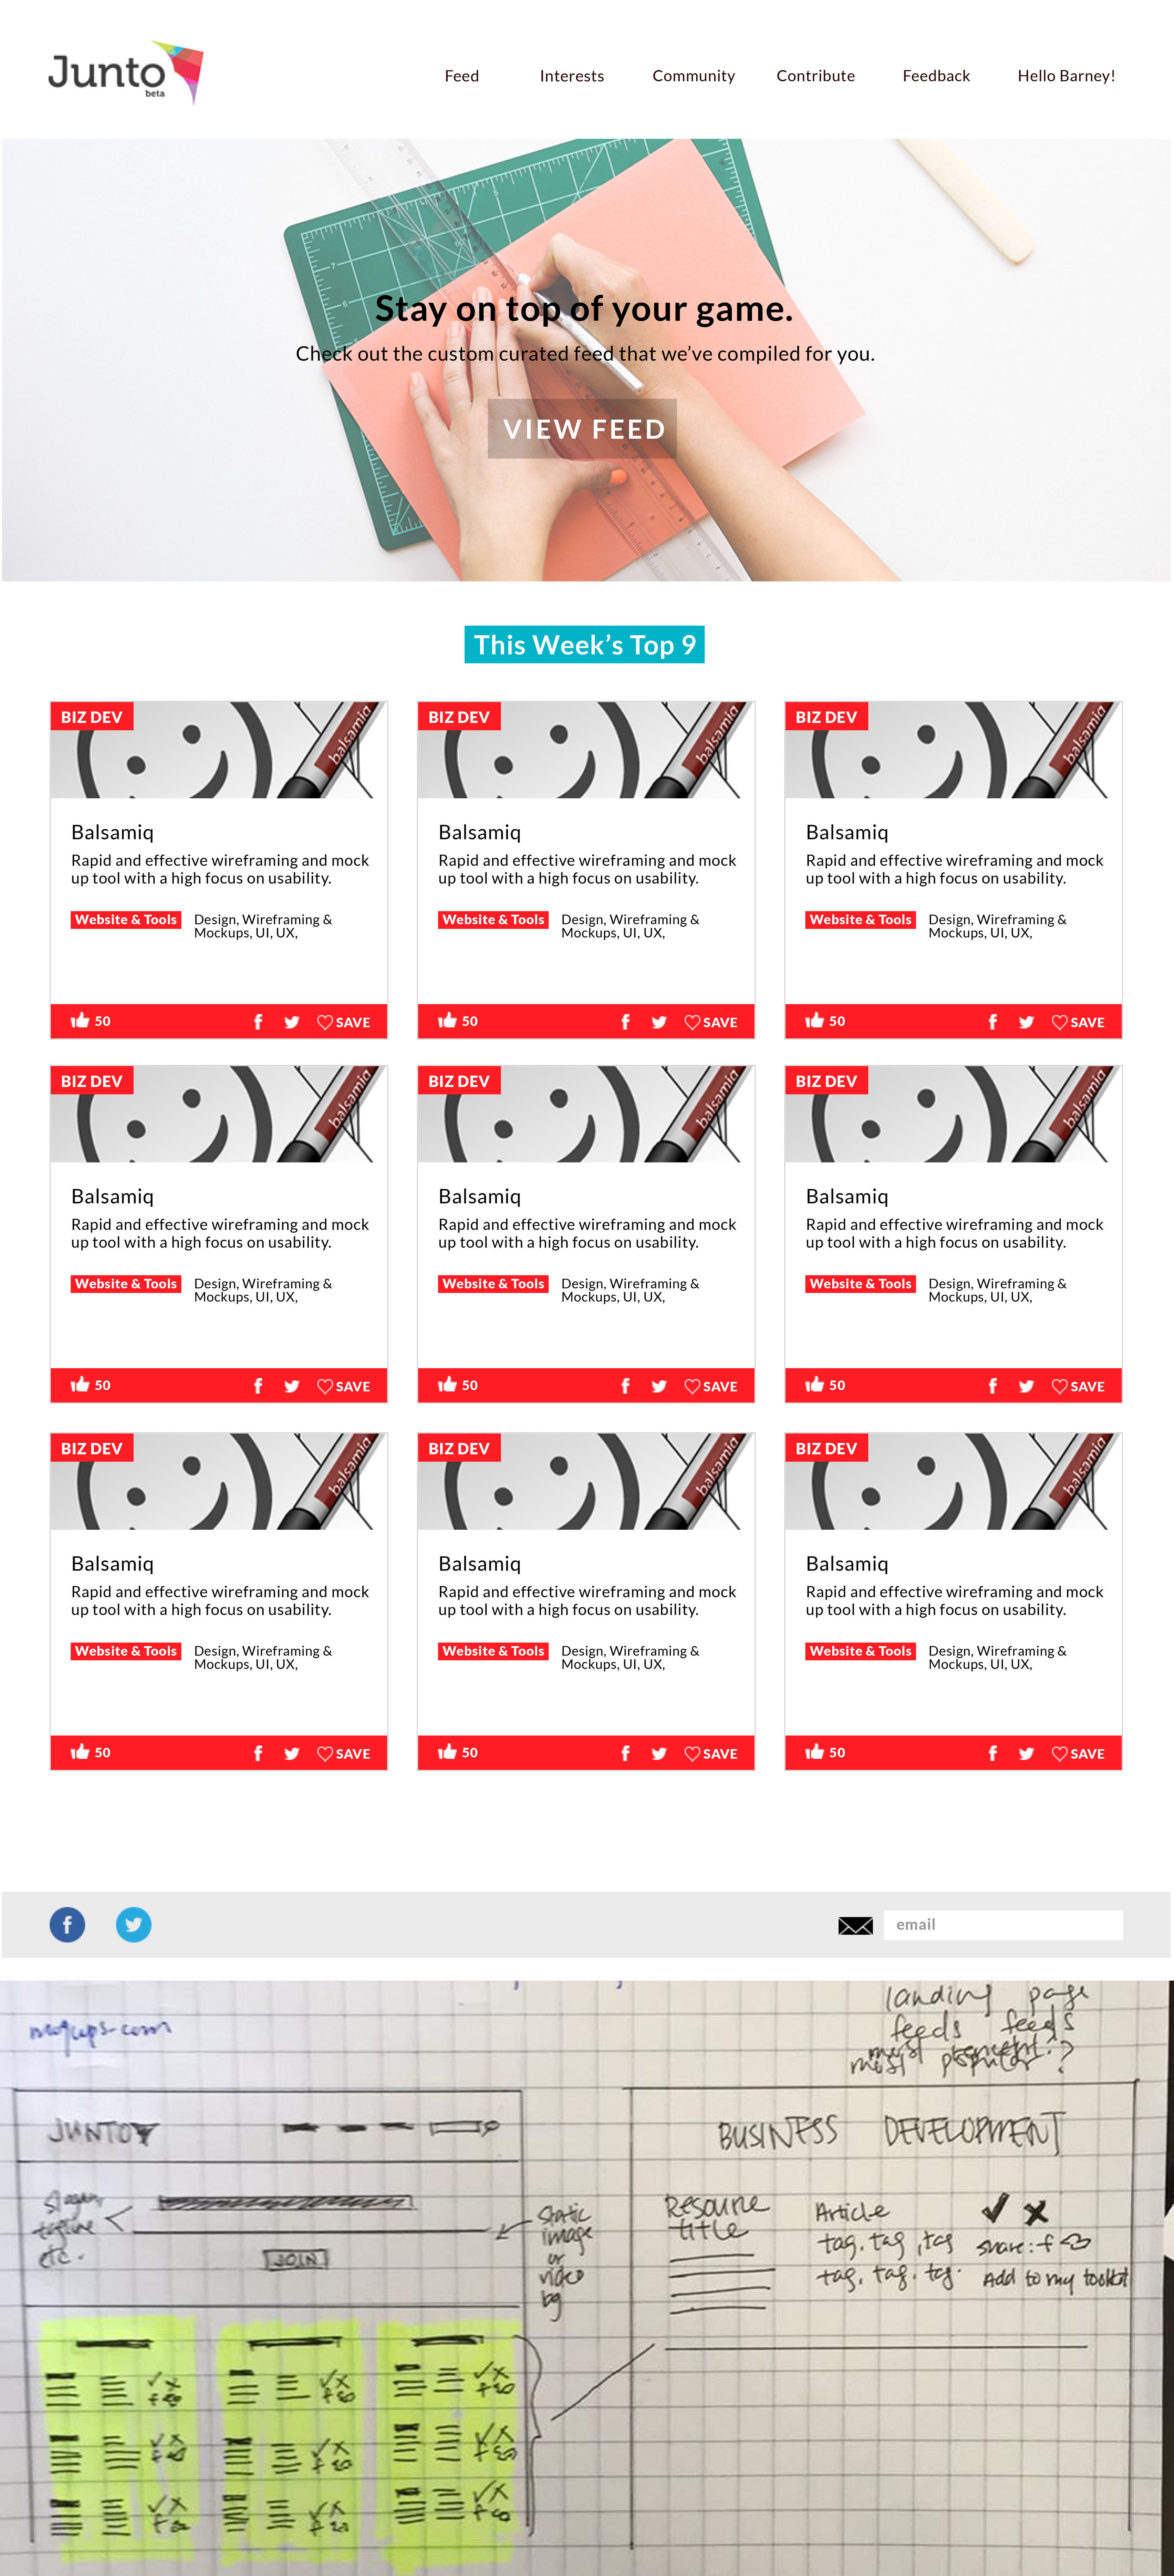 Junto
beta
Feed Interests Community Contribute Feedback Hello Barney!
Stay on top of your game.
Check out the custom curated feed that we've compiled for you.
VIEW FEED
This Week's Top 9
BIZ DEV BIZ DEV BIZ DEV
balsamiq balsamiq balsamiq
Balsamiq Balsamiq Balsamiq
Rapid and effective wireframing and mock Rapid and effective wireframing and mock Rapid and effective wireframing and mock
up tool with a high focus on usability. up tool with a high focus on usability. up tool with a high focus on usability.
Website & Tools Design, Wireframing & Website & Tools Design, Wireframing & Website & Tools Design, Wireframing &
Mockups, UI, UX, Mockups, UI, UX, Mockups, UI, UX,
50 f SAVE 50 f SAVE 50 f SAVE
BIZ DEV BIZ DEV BIZ DEV
balsamiq balsamiq balsamiq
Balsamiq Balsamiq Balsamiq
Rapid and effective wireframing and mock Rapid and effective wireframing and mock Rapid and effective wireframing and mock
up tool with a high focus on usability. up tool with a high focus on usability. up tool with a high focus on usability.
Website & Tools Design, Wireframing & Website & Tools Design, Wireframing & Website & Tools Design, Wireframing &
Mockups, UI, UX, Mockups, UI, UX, Mockups, UI, UX,
50 f SAVE 50 f SAVE 50 f SAVE
BIZ DEV BIZ DEV BIZ DEV
balsamiq balsamiq balsamiq
Balsamiq Balsamiq Balsamiq
Rapid and effective wireframing and mock Rapid and effective wireframing and mock Rapid and effective wireframing and mock
up tool with a high focus on usability. up tool with a high focus on usability. up tool with a high focus on usability.
Website & Tools Design, Wireframing & Website & Tools Design, Wireframing & Website & Tools Design, Wireframing &
Mockups, UI, UX, Mockups, UI, UX, Mockups, UI, UX,
50 f SAVE 50 f SAVE 50 f SAVE
f email
landing page
feeds feeds
most recent?
most popular?
JUNTO
slogan
tagline
etc.
JOIN
static
image
or
video
bg
BUSINESS DEVELOPMENT
Resource
title
Article
tag, tag, tag
tag, tag, tag.
share: f
Add to my toolkit